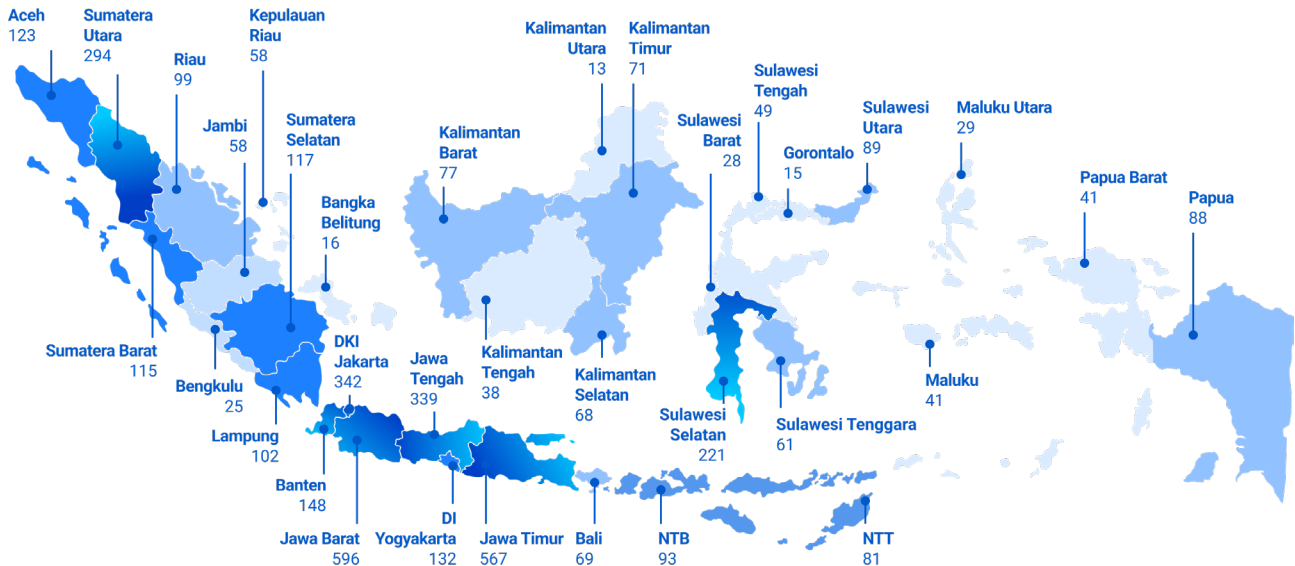 Aceh
123
Sumatera
Utara
294
Riau
99
Kepulauan
Riau
58
Jambi
58
Sumatera
Selatan
117
Bangka
Belitung
16
Kalimantan
Barat
77
Kalimantan
Utara
13
Kalimantan
Timur
71
Sulawesi
Barat
28
Sulawesi
Tengah
49
Gorontalo
15
Sulawesi
Utara
89
Maluku Utara
29
Papua Barat
41
Papua
88
Sumatera Barat
115
Bengkulu
25
Lampung
102
DKI
Jakarta
342
Jawa
Tengah
339
Kalimantan
Tengah
38
Kalimantan
Selatan
68
Sulawesi
Selatan
221
Sulawesi Tenggara
61
Maluku
41
Banten
148
Jawa Barat
596
DI
Yogyakarta
132
Jawa Timur
567
Bali
69
NTB
93
NTT
81